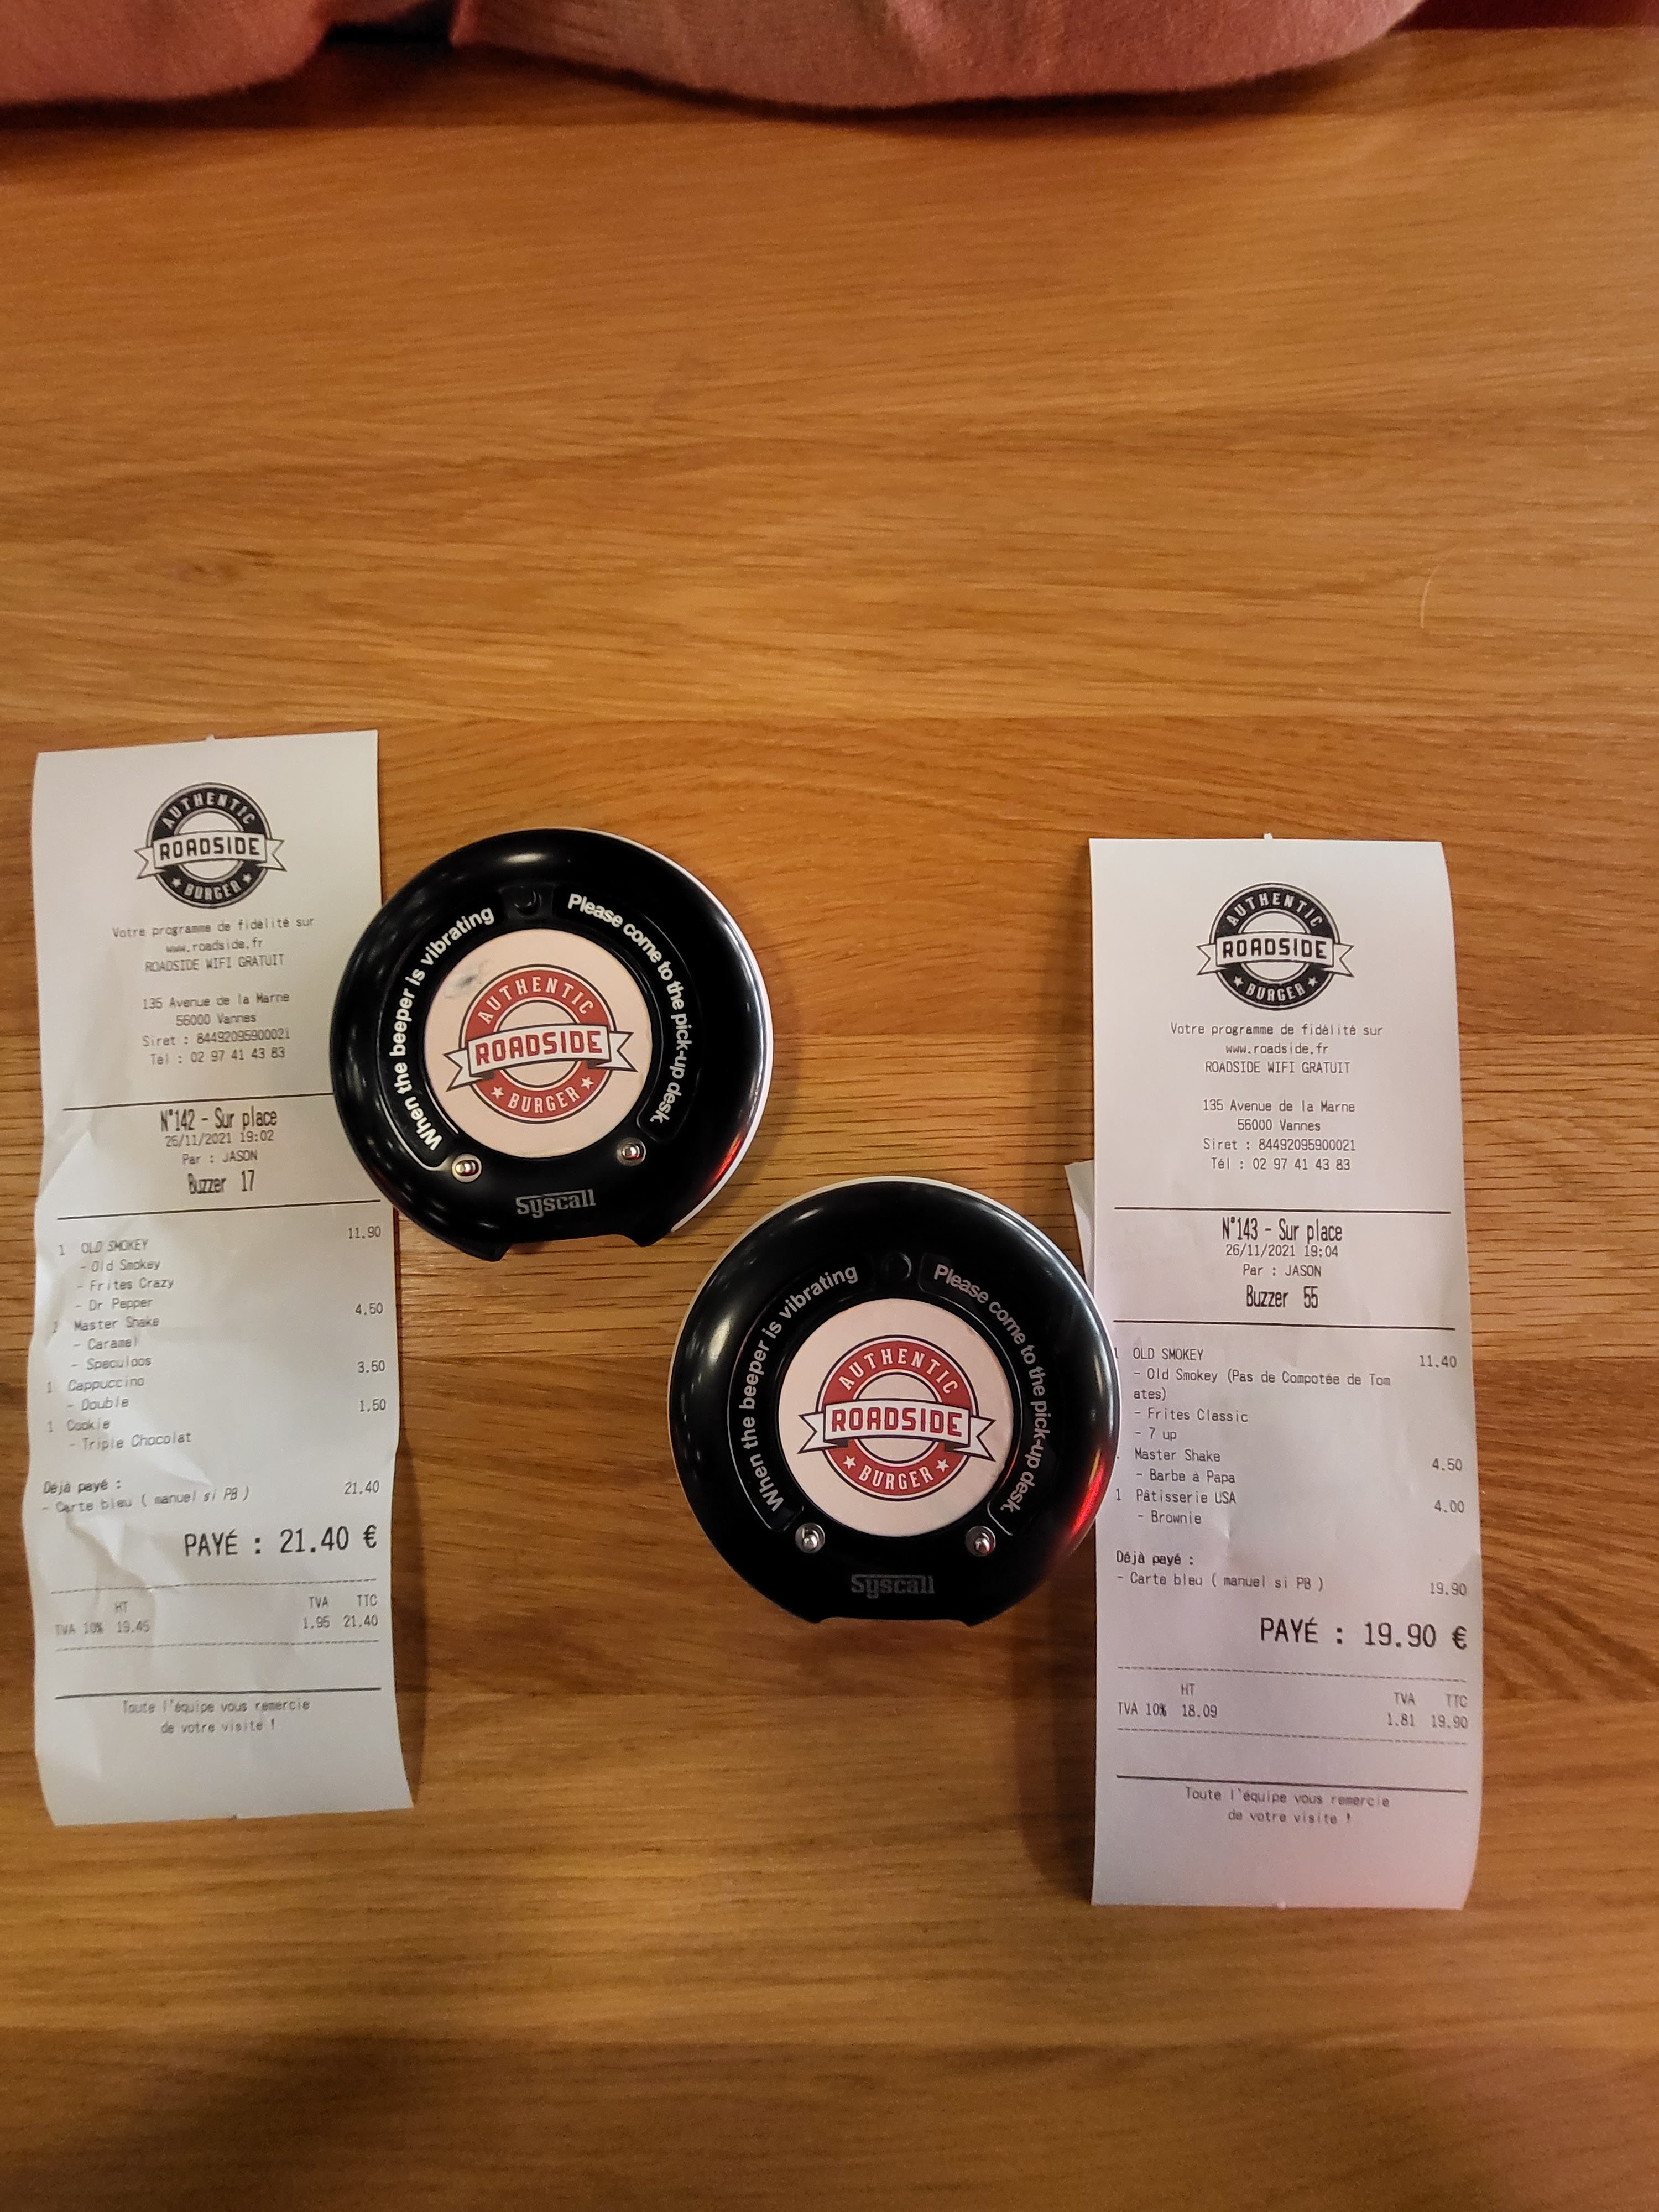 AUTHENTIC
ROADSIDE
BURGER
Votre programme de fidélité sur
www.roadside.fr
ROADSIDE WIFI GRATUIT
135 Avenue de la Marne
56000 Vannes
Siret : 84492095900021
Tél : 02 97 41 43 83
N°142 - Sur place
26/11/2021 19:02
Par : JASON
Buzzer 17
1 OLD SMOKEY 11.90
- Old Smokey
- Frites Crazy
- Dr Pepper
1 Master Shake 4.50
- Caramel
- Speculoos
1 Cappuccino 3.50
- Double
1 Cookie 1.50
- Triple Chocolat
Déjà payé :
- Carte bleu ( manuel si PB ) 21.40
PAYÉ : 21.40 €
HT TVA TTC
TVA 10% 19.45 1.95 21.40
Toute l'équipe vous remercie
de votre visite !
When the beeper is vibrating
Please come to the pick-up desk.
AUTHENTIC
ROADSIDE
BURGER
Syscall
When the beeper is vibrating
Please come to the pick-up desk.
AUTHENTIC
ROADSIDE
BURGER
Syscall
AUTHENTIC
ROADSIDE
BURGER
Votre programme de fidélité sur
www.roadside.fr
ROADSIDE WIFI GRATUIT
135 Avenue de la Marne
56000 Vannes
Siret : 84492095900021
Tél : 02 97 41 43 83
N°143 - Sur place
26/11/2021 19:04
Par : JASON
Buzzer 55
1 OLD SMOKEY 11.40
- Old Smokey (Pas de Compotée de Tom
ates)
- Frites Classic
- 7 up
Master Shake 4.50
- Barbe à Papa
1 Pâtisserie USA 4.00
- Brownie
Déjà payé :
- Carte bleu ( manuel si PB ) 19.90
PAYÉ : 19.90 €
HT TVA TTC
TVA 10% 18.09 1.81 19.90
Toute l'équipe vous remercie
de votre visite !